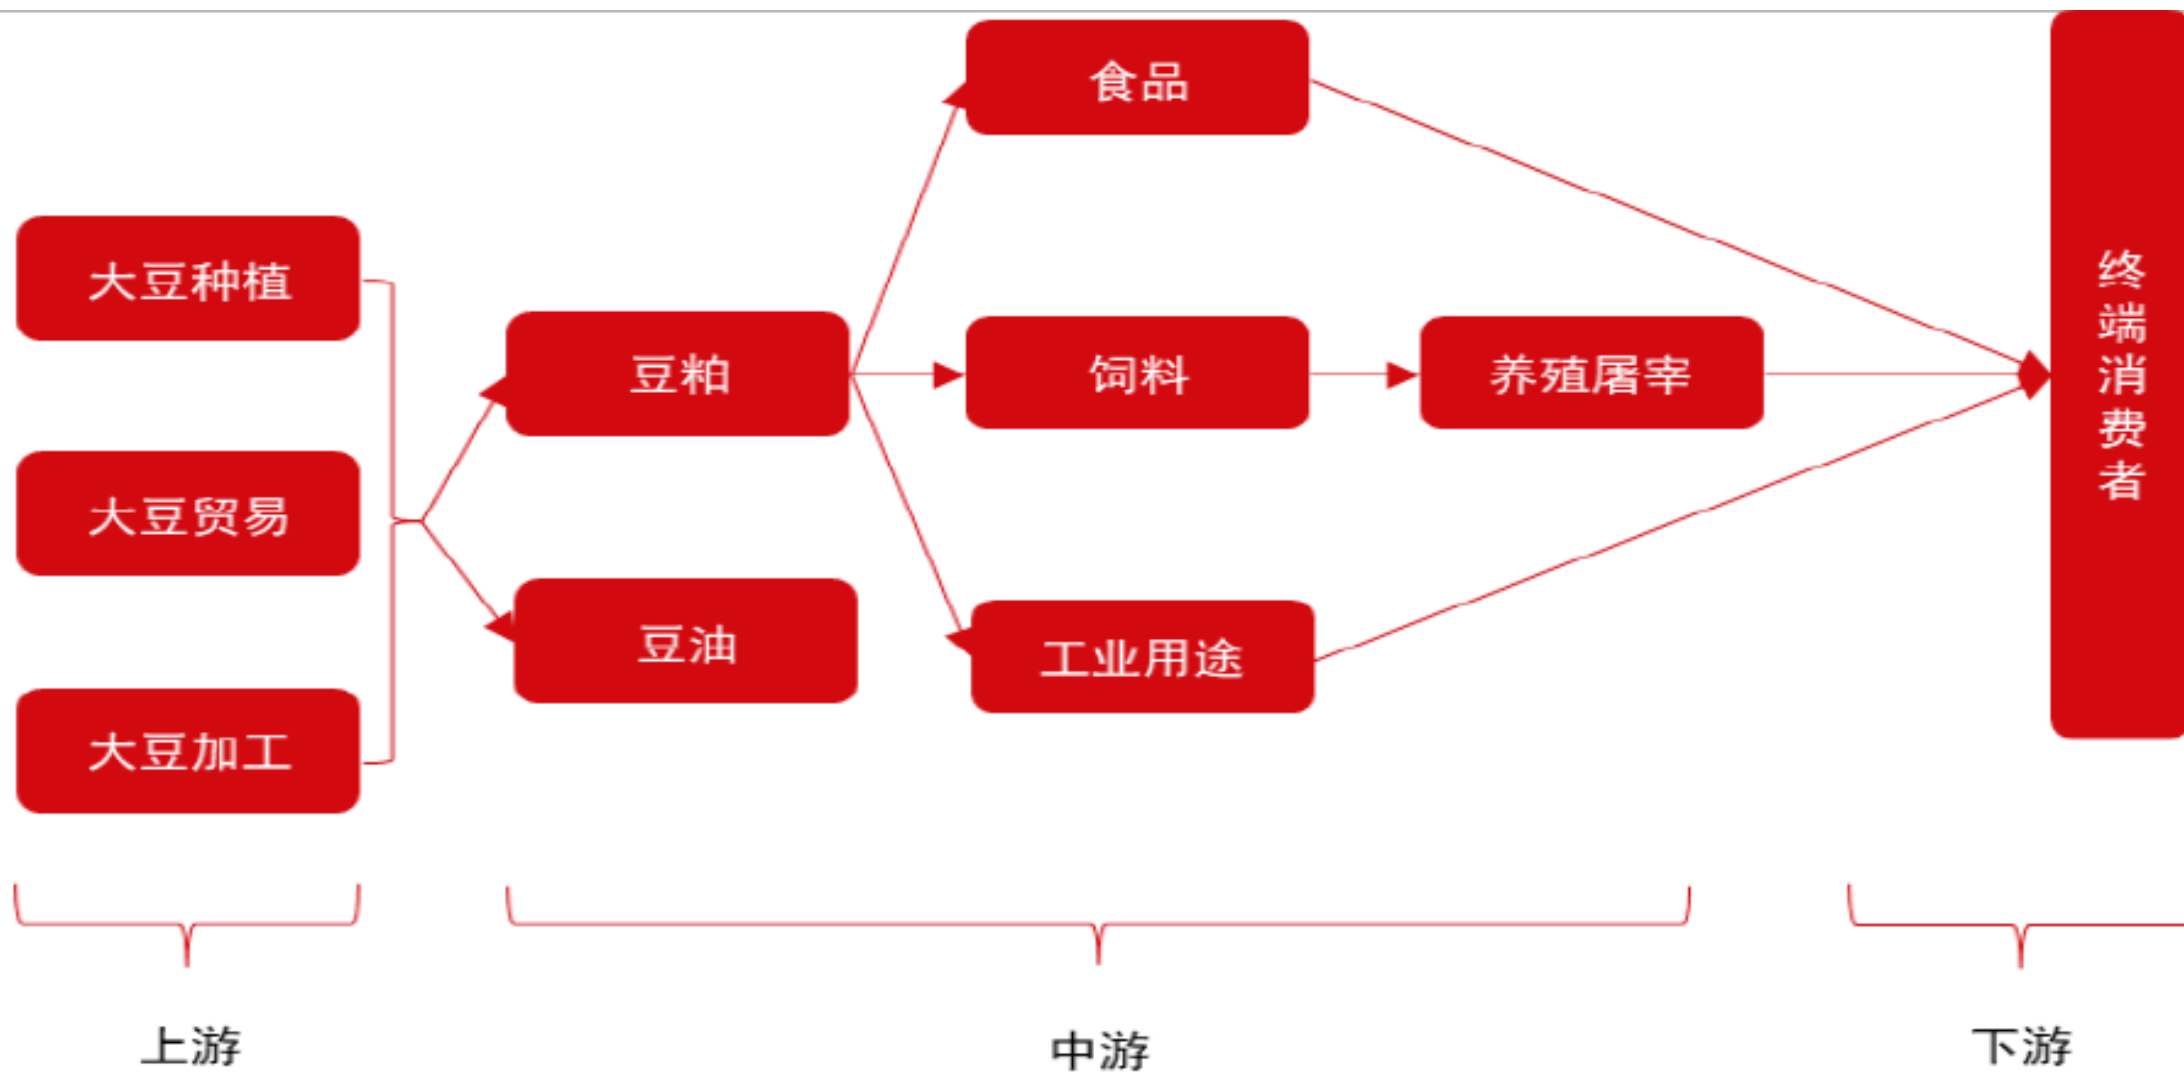 食品
大豆种植
豆粕
饲料
养殖屠宰
终端消费者
大豆贸易
豆油
工业用途
大豆加工
上游
中游
下游